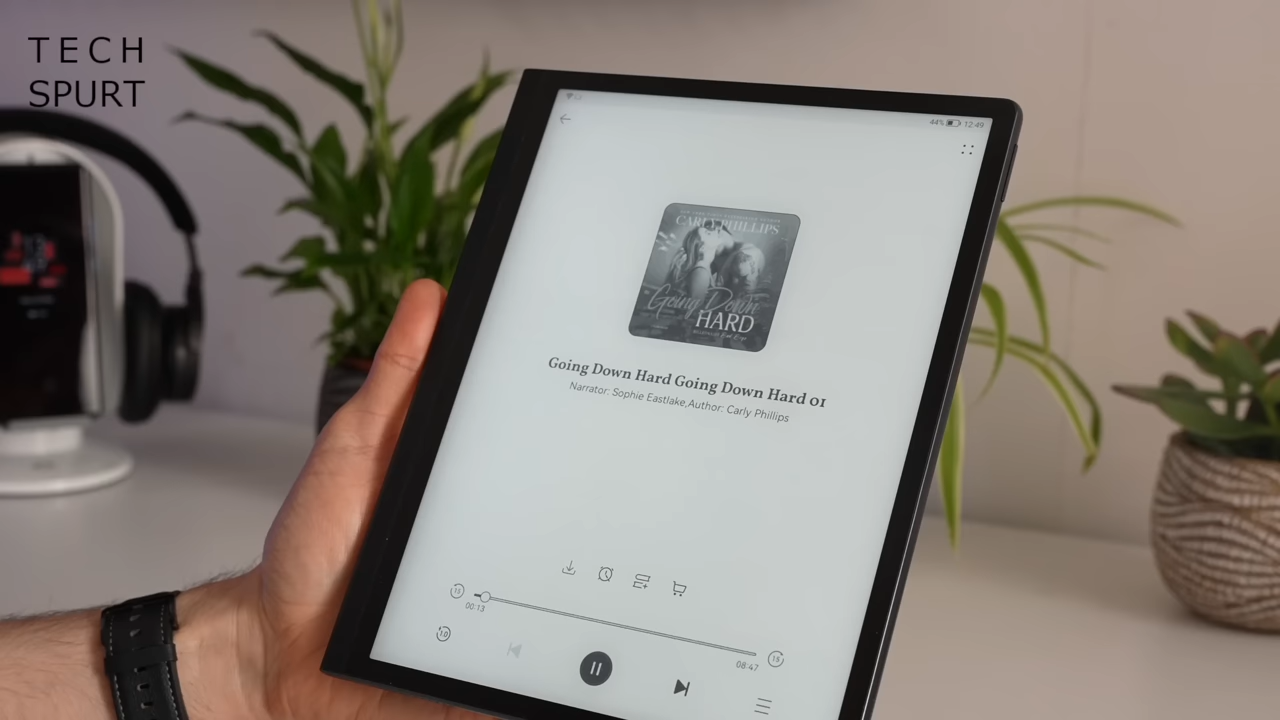 TECH
SPURT
44% 12:49
CARLY PHILLIPS
Going Down
HARD
Going Down Hard Going Down Hard 01
Narrator: Sophie Eastlake,Author: Carly Phillips
15
00:13
08:47
15
10